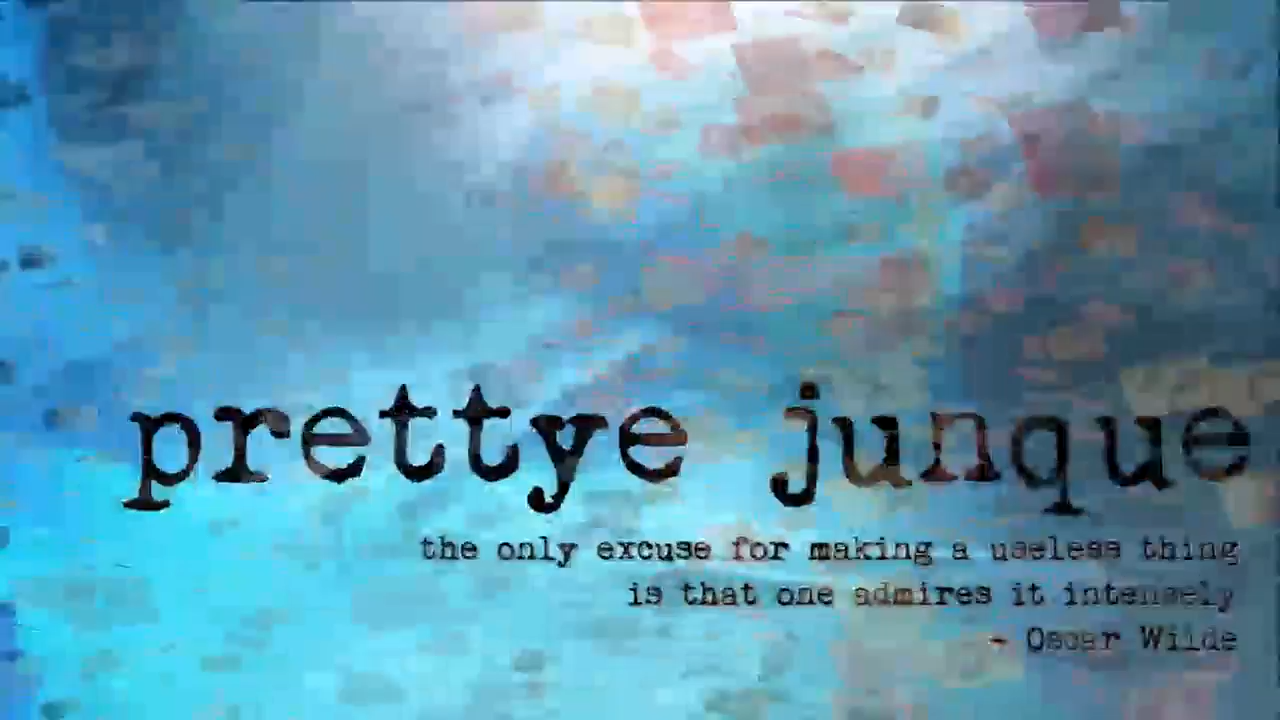 prettye junque
the only excuse for making a useless thing
is that one admires it intensely
- Oscar Wilde